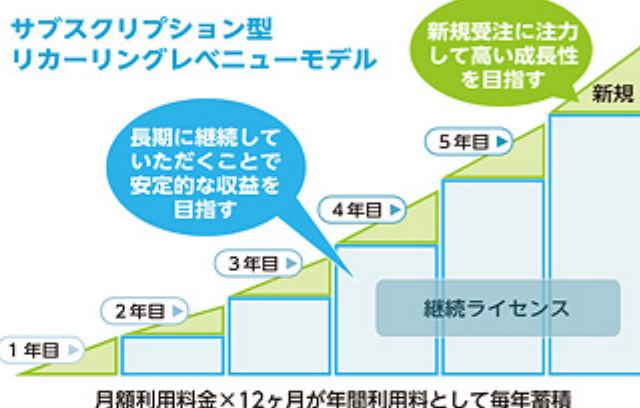 サブスクリプション型
リカーリングレベニューモデル
新規受注に注力
して高い成長性
を目指す
新規
長期に継続して
いただくことで
安定的な収益を
目指す
5年目
4年目
3年目
2年目
1年目
継続ライセンス
月額利用料金×12ヶ月が年間利用料として毎年蓄積